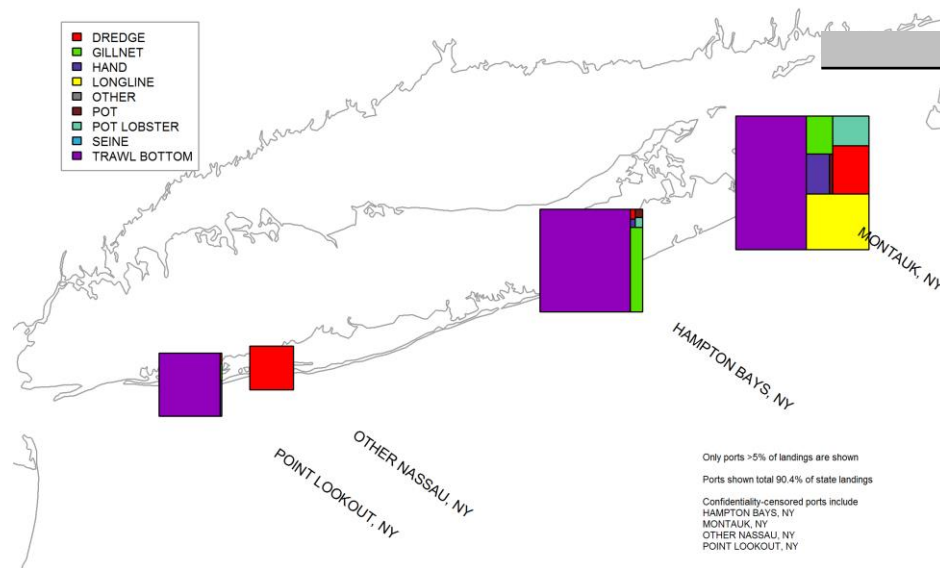 DREDGE
GILLNET
HAND
LONGLINE
OTHER
POT
POT LOBSTER
SEINE
TRAWL BOTTOM
MONTAUK, NY
HAMPTON BAYS, NY
OTHER NASSAU, NY
POINT LOOKOUT, NY
Only ports >5% of landings are shown
Ports shown total 90.4% of state landings
Confidentiality-censored ports include
HAMPTON BAYS, NY
MONTAUK, NY
OTHER NASSAU, NY
POINT LOOKOUT, NY